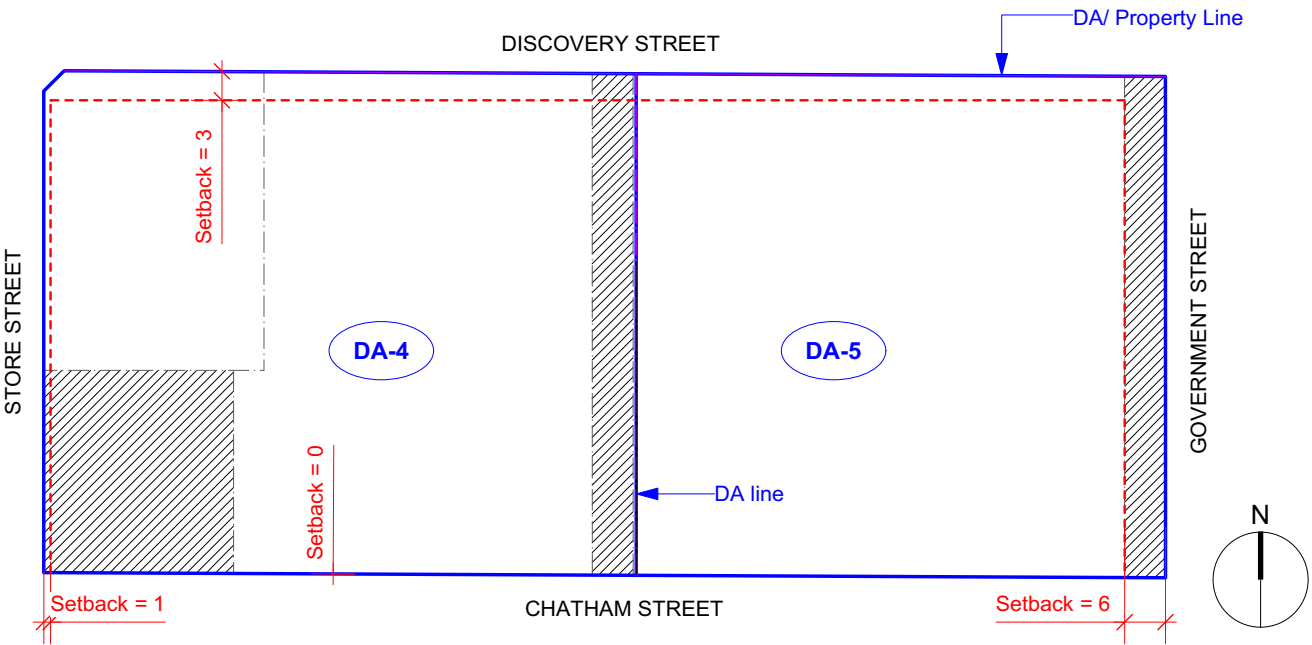 DA/ Property Line
DISCOVERY STREET
Setback = 3
STORE STREET
GOVERNMENT STREET
DA-4
DA-5
Setback = 0
DA line
N
Setback = 1
CHATHAM STREET
Setback = 6